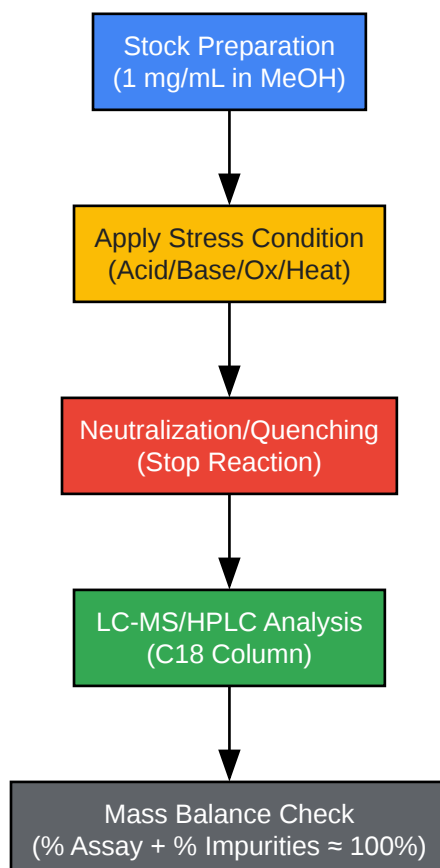 Stock Preparation
(1 mg/mL in MeOH)
Apply Stress Condition
(Acid/Base/Ox/Heat)
Neutralization/Quenching
(Stop Reaction)
LC-MS/HPLC Analysis
(C18 Column)
Mass Balance Check
(% Assay + % Impurities ≈ 100%)